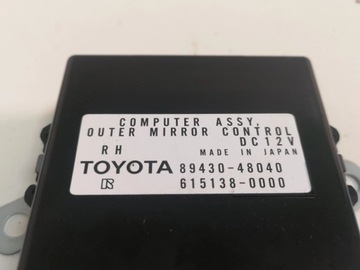 COMPUTER ASSY,
OUTER MIRROR CONTROL
DC12V
RH MADE IN JAPAN
TOYOTA 89430-48040
615138-0000